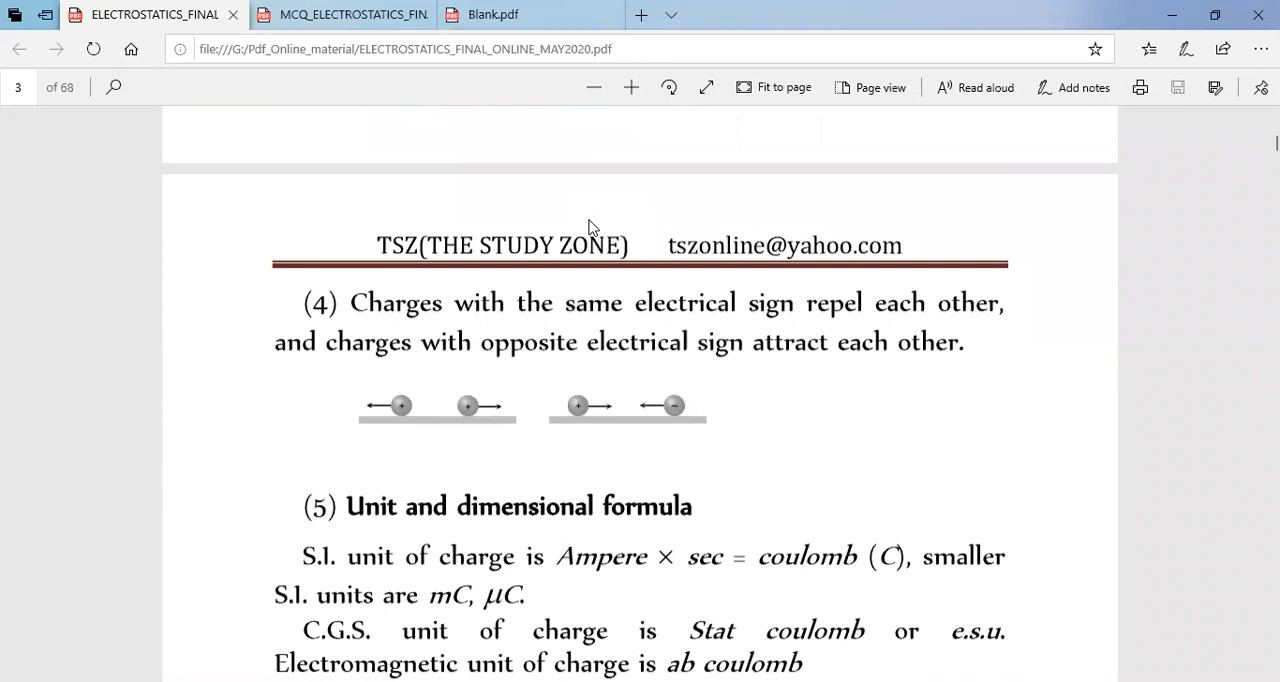 ELECTROSTATICS_FINAL
MCQ_ELECTROSTATICS_FIN.
Blank.pdf
file:///G:/Pdf_Online_material/ELECTROSTATICS_FINAL_ONLINE_MAY2020.pdf
3 of 68 Fit to page Page view Read aloud Add notes
TSZ(THE STUDY ZONE) tszonline@yahoo.com
(4) Charges with the same electrical sign repel each other,
and charges with opposite electrical sign attract each other.
+ + + −
(5) Unit and dimensional formula
S.I. unit of charge is Ampere × sec = coulomb (C), smaller
S.I. units are mC, μC.
C.G.S. unit of charge is Stat coulomb or e.s.u.
Electromagnetic unit of charge is ab coulomb